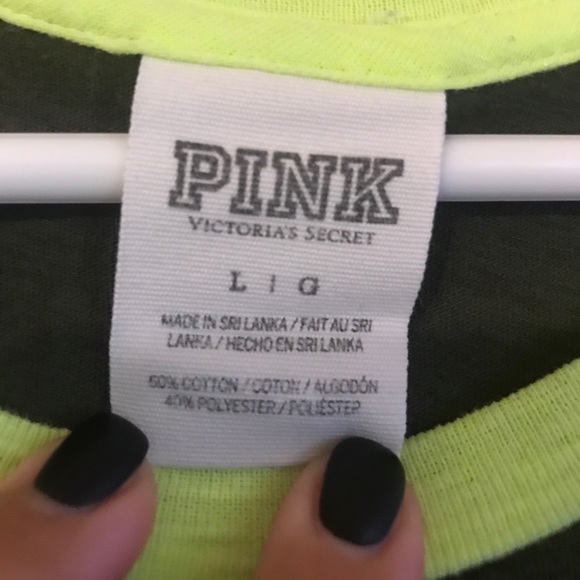 PINK
VICTORIA'S SECRET
L | G
MADE IN SRI LANKA / FAIT AU SRI
LANKA / HECHO EN SRI LANKA
60% COTTON / COTON / ALGODÓN
40% POLYESTER / POLIÉSTER